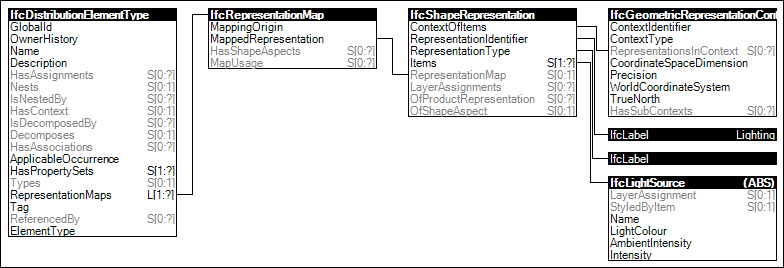 IfcDistributionElementType
GlobalId
OwnerHistory
Name
Description
HasAssignments S[0:?]
Nests S[0:1]
IsNestedBy S[0:?]
HasContext S[0:1]
IsDecomposedBy S[0:?]
Decomposes S[0:1]
HasAssociations S[0:?]
ApplicableOccurrence
HasPropertySets S[1:?]
Types S[0:1]
RepresentationMaps L[1:?]
Tag
ReferencedBy S[0:?]
ElementType
IfcRepresentationMap
MappingOrigin
MappedRepresentation
HasShapeAspects S[0:?]
MapUsage S[0:?]
IfcShapeRepresentation
ContextOfItems
RepresentationIdentifier
RepresentationType
Items S[1:?]
RepresentationMap S[0:1]
LayerAssignments S[0:?]
OfProductRepresentation S[0:?]
OfShapeAspect S[0:1]
IfcGeometricRepresentationCon
ContextIdentifier
ContextType
RepresentationsInContext S[0:?]
CoordinateSpaceDimension
Precision
WorldCoordinateSystem
TrueNorth
HasSubContexts S[0:?]
IfcLabel Lighting
IfcLabel
IfcLightSource (ABS)
LayerAssignment S[0:1]
StyledByItem S[0:1]
Name
LightColour
AmbientIntensity
Intensity